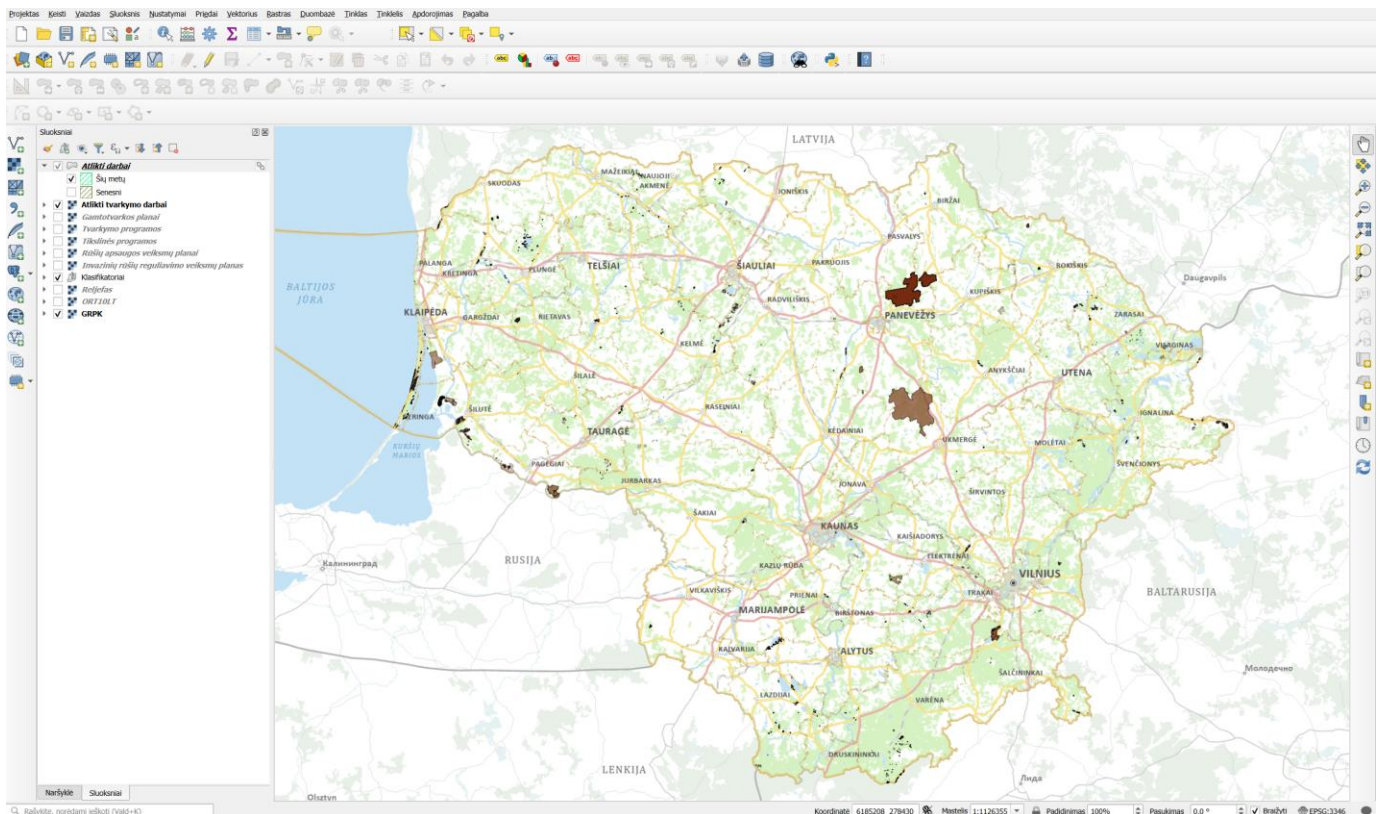 Projektas Keisti Vaizdas Sluoksnis Nustatymai Priedai Vektorius Rastras Duombazė Tinklas Tinklelis Apdorojimas Pagalba
Sluoksniai
Atlikti darbai
Šių metų
Senesni
Atlikti tvarkymo darbai
Gamtotvarkos planai
Tvarkymo programos
Tikslinės programos
Rūšių apsaugos veiksmų planai
Invazinių rūšių reguliavimo veiksmų planas
Klasifikatoriai
Reljefas
ORT10LT
GRPK
LATVIJA
MAŽEIKIAI
NAUJOJI
AKMENĖ
SKUODAS
JONIŠKIS
BIRŽAI
PASVALYS
PALANGA
KRETINGA
PLUNGĖ
TELŠIAI
ŠIAULIAI
PAKRUOJIS
ROKIŠKIS
Daugavpils
BALTIJOS
JŪRA
RADVILIŠKIS
KUPIŠKIS
KLAIPĖDA
GARGŽDAI
RIETAVAS
PANEVĖŽYS
ZARASAI
KELMĖ
VISAGINAS
ŠILALĖ
ANYKŠČIAI
UTENA
NERINGA
ŠILUTĖ
RASEINIAI
IGNALINA
TAURAGĖ
KĖDAINIAI
UKMERGĖ
MOLĖTAI
KURŠIŲ
MARIOS
PAGĖGIAI
ŠVENČIONYS
JURBARKAS
JONAVA
ŠIRVINTOS
ŠAKIAI
KAUNAS
KAIŠIADORYS
RUSIJA
ELEKTRĖNAI
Калининград
KAZLŲ RŪDA
VILNIUS
VILKAVIŠKIS
PRIENAI
TRAKAI
BALTARUSIJA
MARIJAMPOLĖ
BIRŠTONAS
KALVARIJA
ALYTUS
ŠALČININKAI
Молодечно
LAZDIJAI
VARĖNA
DRUSKININKAI
LENKIJA
Лида
Olsztyn
Naršyklė Sluoksniai
Rašykite, norėdami ieškoti (Vald+K)
Koordinatė 6185208 278430 Mastelis 1:1126355 Padidinimas 100% Pasukimas 0.0 ° Braižyti EPSG:3346